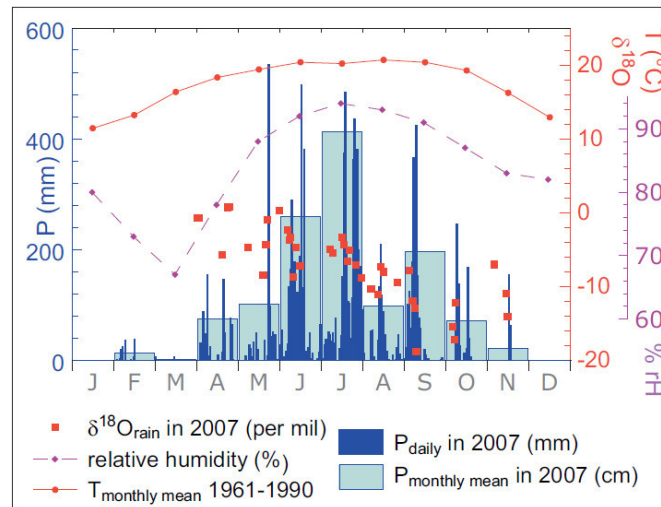 600
400
200
0
P (mm)
J F M A M J J A S O N D
20
10
0
-10
-20
T (°C)
δ¹⁸O
90
80
70
60
% rH
δ¹⁸Orain in 2007 (per mil)
relative humidity (%)
Tmonthly mean 1961-1990
Pdaily in 2007 (mm)
Pmonthly mean in 2007 (cm)